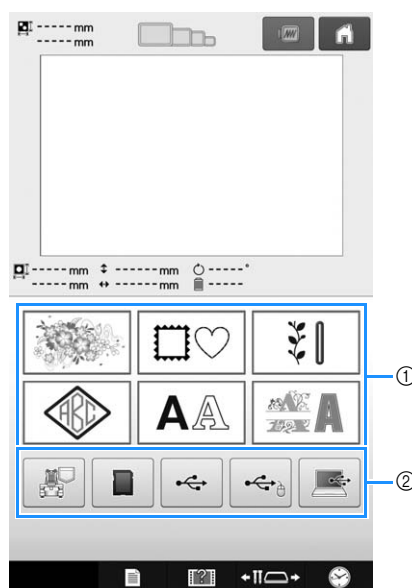 ----- mm
----- mm
----- mm ------ mm -----°
----- mm ------ mm -----
①
ABC
A A
A A
②
?